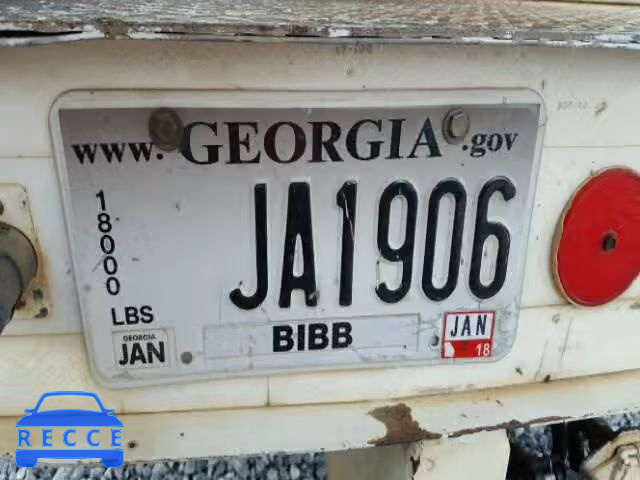 www.GEORGIA.gov
18000
LBS
JA1906
GEORGIA
JAN
BIBB
JAN
18
RECCE